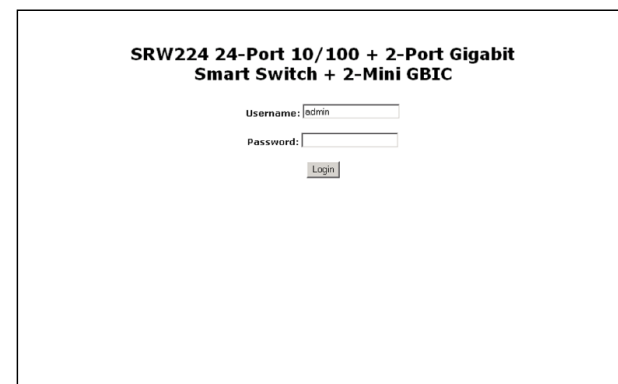 SRW224 24-Port 10/100 + 2-Port Gigabit
Smart Switch + 2-Mini GBIC
Username: admin
Password:
Login